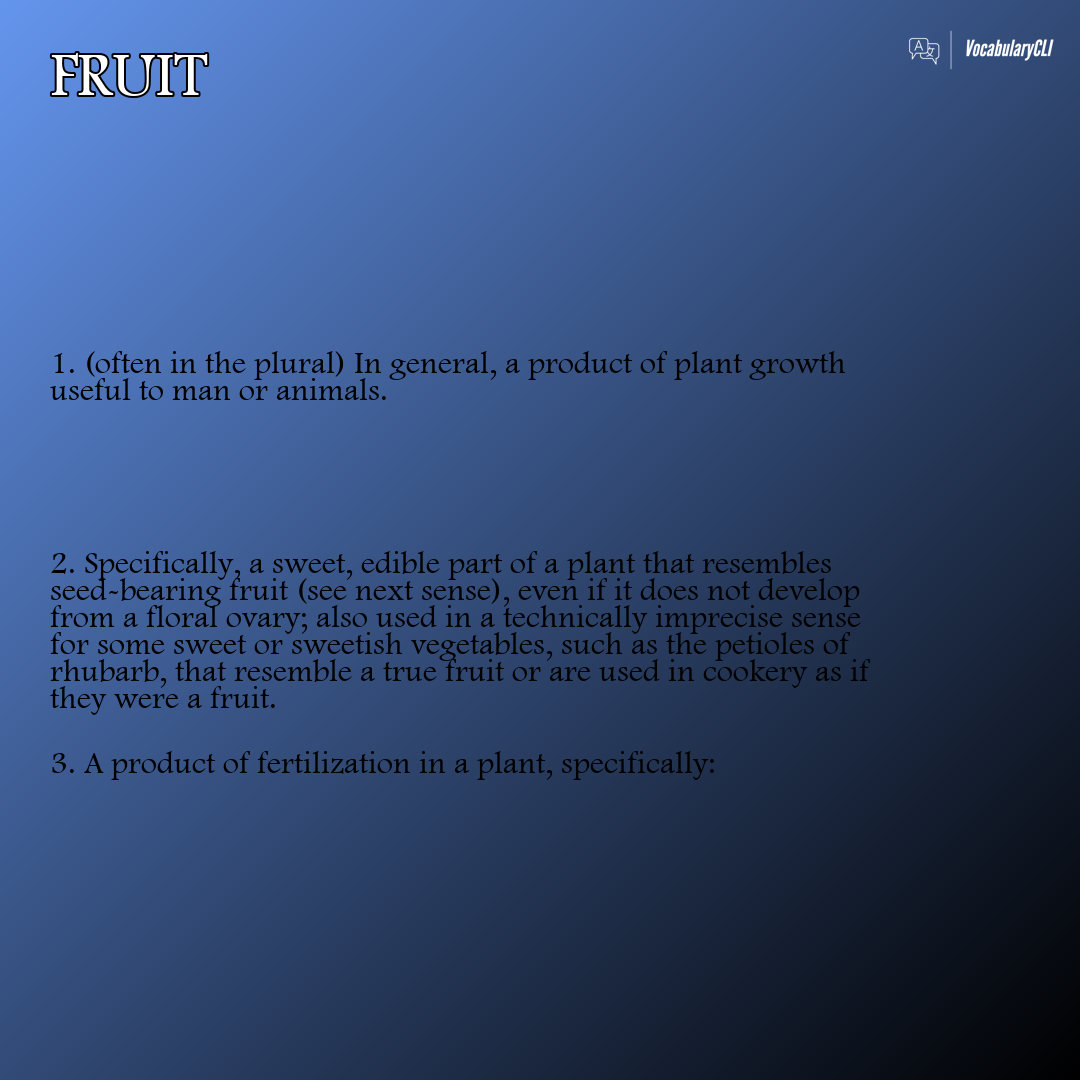 FRUIT
VocabularyCLI
1. (often in the plural) In general, a product of plant growth
useful to man or animals.
2. Specifically, a sweet, edible part of a plant that resembles
seed-bearing fruit (see next sense), even if it does not develop
from a floral ovary; also used in a technically imprecise sense
for some sweet or sweetish vegetables, such as the petioles of
rhubarb, that resemble a true fruit or are used in cookery as if
they were a fruit.
3. A product of fertilization in a plant, specifically: